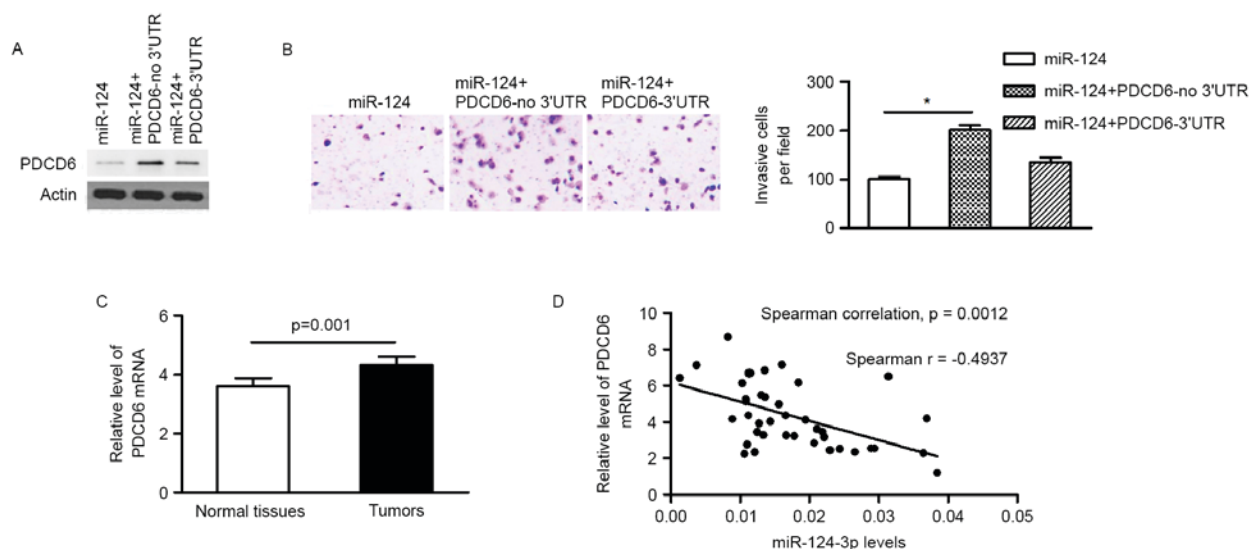 A
miR-124
miR-124+
PDCD6-no 3'UTR
miR-124+
PDCD6-3'UTR
PDCD6
Actin
B
miR-124
miR-124+
PDCD6-no 3'UTR
miR-124+
PDCD6-3'UTR
Invasive cells
per field
300
200
100
0
*
miR-124
miR-124+PDCD6-no 3'UTR
miR-124+PDCD6-3'UTR
C
Relative level of
PDCD6 mRNA
6
4
2
0
p=0.001
Normal tissues
Tumors
D
Relative level of PDCD6
mRNA
10
8
6
4
2
0
Spearman correlation, p = 0.0012
Spearman r = -0.4937
0.00 0.01 0.02 0.03 0.04 0.05
miR-124-3p levels